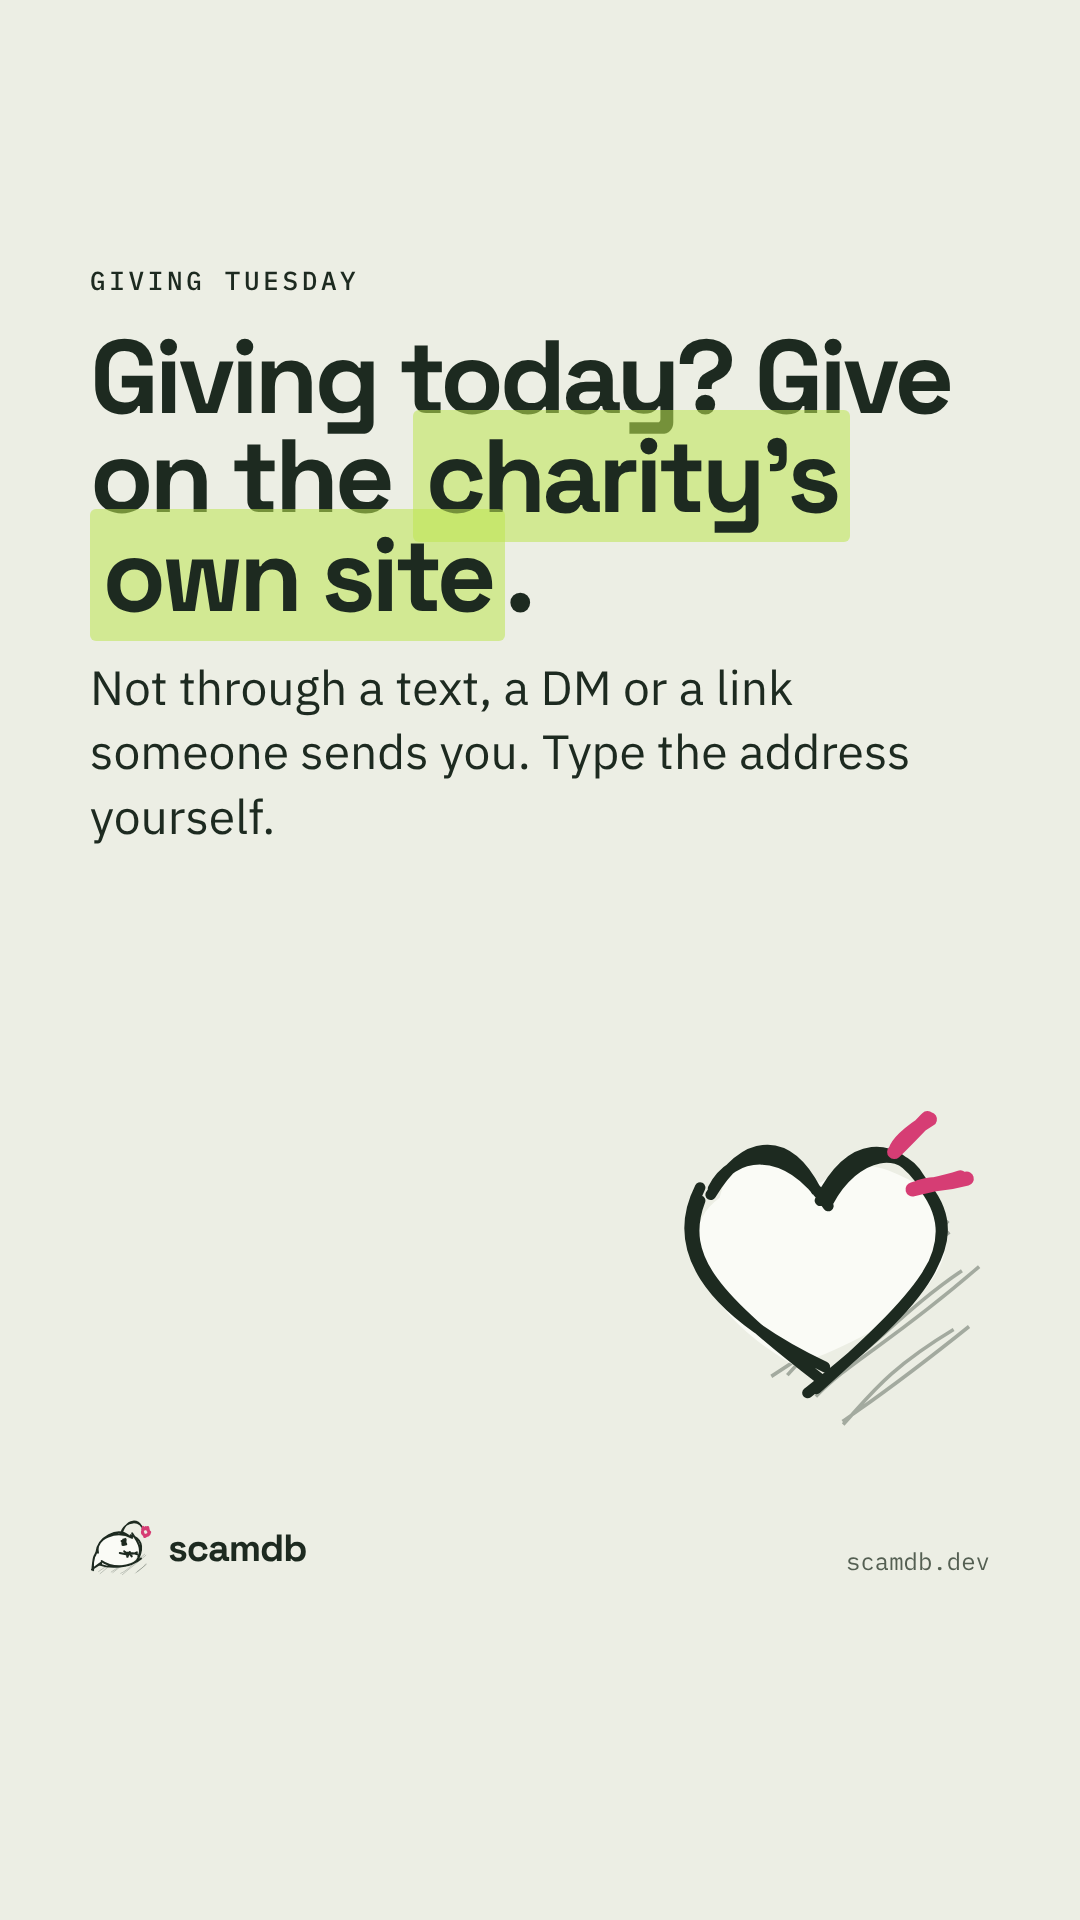 GIVING TUESDAY
Giving today? Give
on the charity’s
own site.
Not through a text, a DM or a link
someone sends you. Type the address
yourself.
scamdb
scamdb.dev